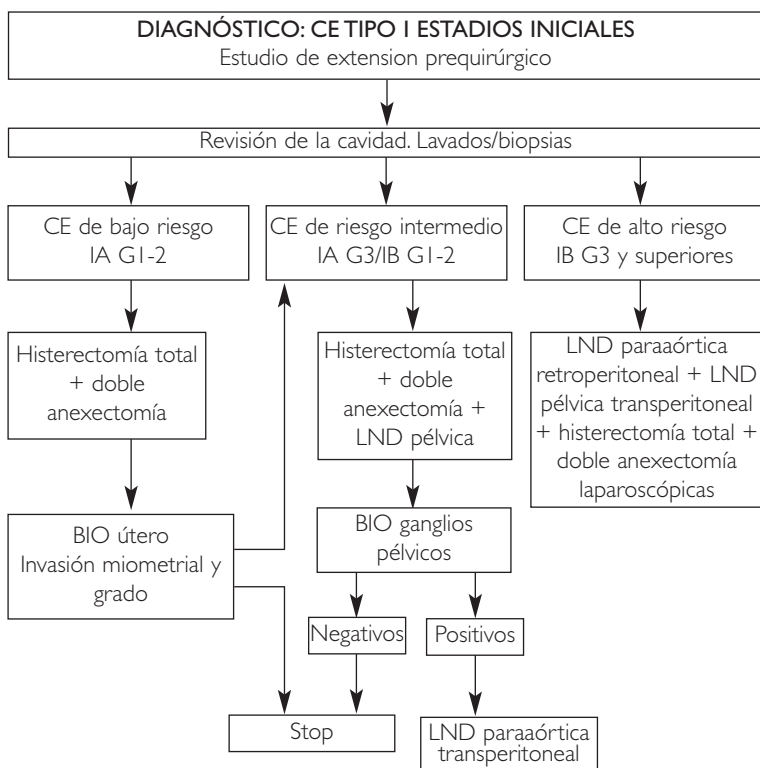 DIAGNÓSTICO: CE TIPO I ESTADIOS INICIALES
Estudio de extension prequirúrgico
Revisión de la cavidad. Lavados/biopsias
CE de bajo riesgo
IA G1-2
CE de riesgo intermedio
IA G3/IB G1-2
CE de alto riesgo
IB G3 y superiores
Histerectomía total
+ doble
anexectomía
Histerectomía total
+ doble
anexectomía +
LND pélvica
LND paraaórtica
retroperitoneal + LND
pélvica transperitoneal
+ histerectomía total +
doble anexectomía
laparoscópicas
BIO útero
Invasión miometrial y
grado
BIO ganglios
pélvicos
Negativos
Positivos
Stop
LND paraaórtica
transperitoneal